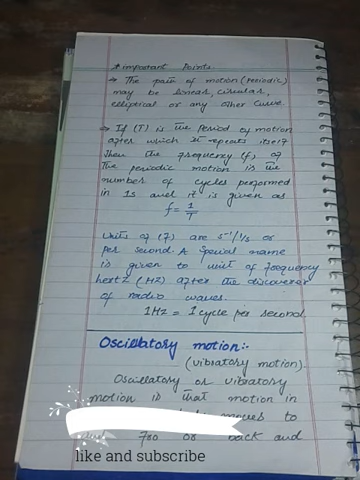 * important Points:
→ The path of motion (periodic)
may be linear, circular,
elliptical or any other curve.
→ If (T) is the Period of motion
after which it repeats itself
then the frequency (f) of
the periodic motion is the
number of cycles performed
in 1s and it is given as
f = 1/T
Units of (f) are s⁻¹/1/s or
per second. A Special name
is given to unit of frequency
hertz (HZ) after the discoverer
of radio waves.
1HZ = 1 cycle per second
Oscillatory motion:-
(vibratory motion)
Oscillatory or vibratory
motion is that motion in
moves to
fro or back and
like and subscribe